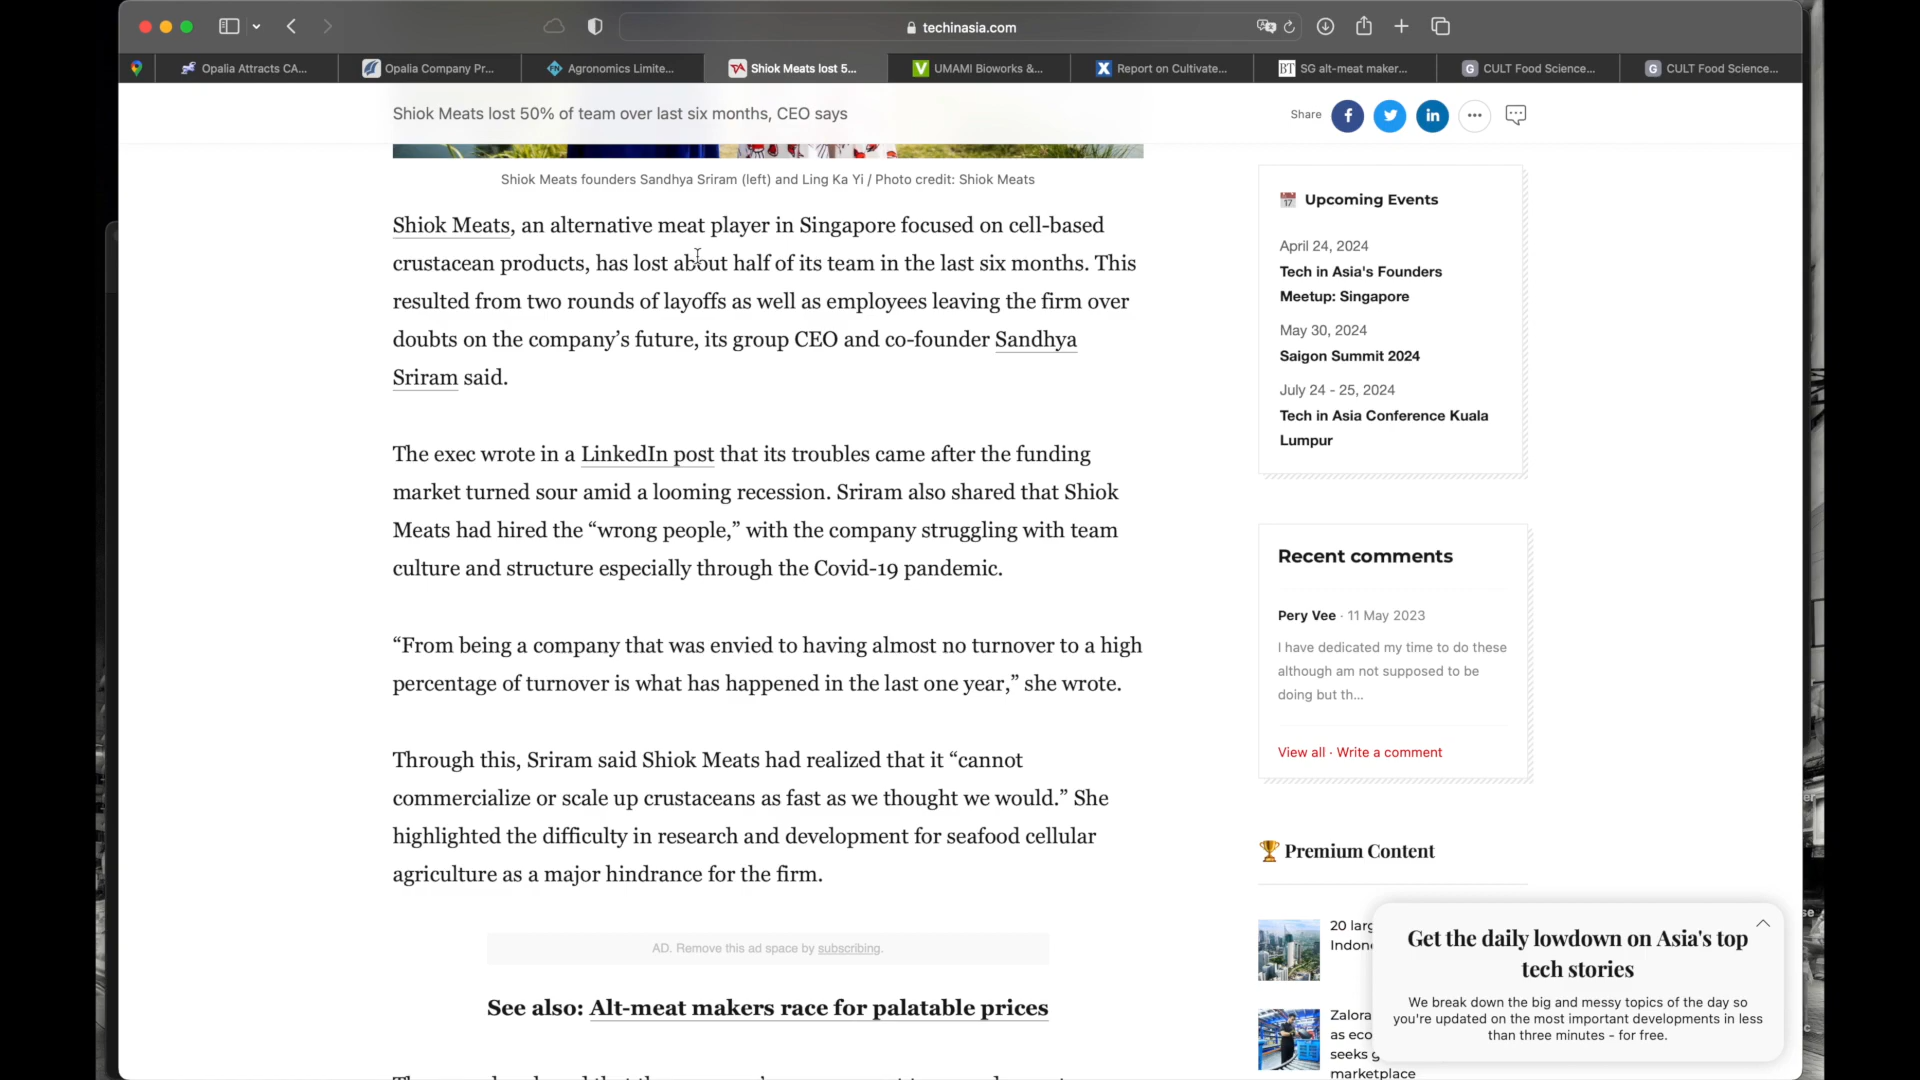 techinasia.com
Opalia Attracts CA...
Opalia Company Pr...
Agronomics Limite...
Shiok Meats lost 5...
UMAMI Bioworks &...
Report on Cultivate...
SG alt-meat maker...
CULT Food Science...
CULT Food Science...
Shiok Meats lost 50% of team over last six months, CEO says
Share
Shiok Meats founders Sandhya Sriram (left) and Ling Ka Yi / Photo credit: Shiok Meats
Shiok Meats, an alternative meat player in Singapore focused on cell-based
crustacean products, has lost about half of its team in the last six months. This
resulted from two rounds of layoffs as well as employees leaving the firm over
doubts on the company’s future, its group CEO and co-founder Sandhya
Sriram said.
The exec wrote in a LinkedIn post that its troubles came after the funding
market turned sour amid a looming recession. Sriram also shared that Shiok
Meats had hired the “wrong people,” with the company struggling with team
culture and structure especially through the Covid-19 pandemic.
“From being a company that was envied to having almost no turnover to a high
percentage of turnover is what has happened in the last one year,” she wrote.
Through this, Sriram said Shiok Meats had realized that it “cannot
commercialize or scale up crustaceans as fast as we thought we would.” She
highlighted the difficulty in research and development for seafood cellular
agriculture as a major hindrance for the firm.
AD. Remove this ad space by subscribing.
See also: Alt-meat makers race for palatable prices
Upcoming Events
April 24, 2024
Tech in Asia's Founders
Meetup: Singapore
May 30, 2024
Saigon Summit 2024
July 24 - 25, 2024
Tech in Asia Conference Kuala
Lumpur
Recent comments
Pery Vee · 11 May 2023
I have dedicated my time to do these
although am not supposed to be
doing but th...
View all · Write a comment
Premium Content
20 larg
Indone
Zalora
as eco
seeks g
marketplace
Get the daily lowdown on Asia's top
tech stories
We break down the big and messy topics of the day so
you're updated on the most important developments in less
than three minutes - for free.